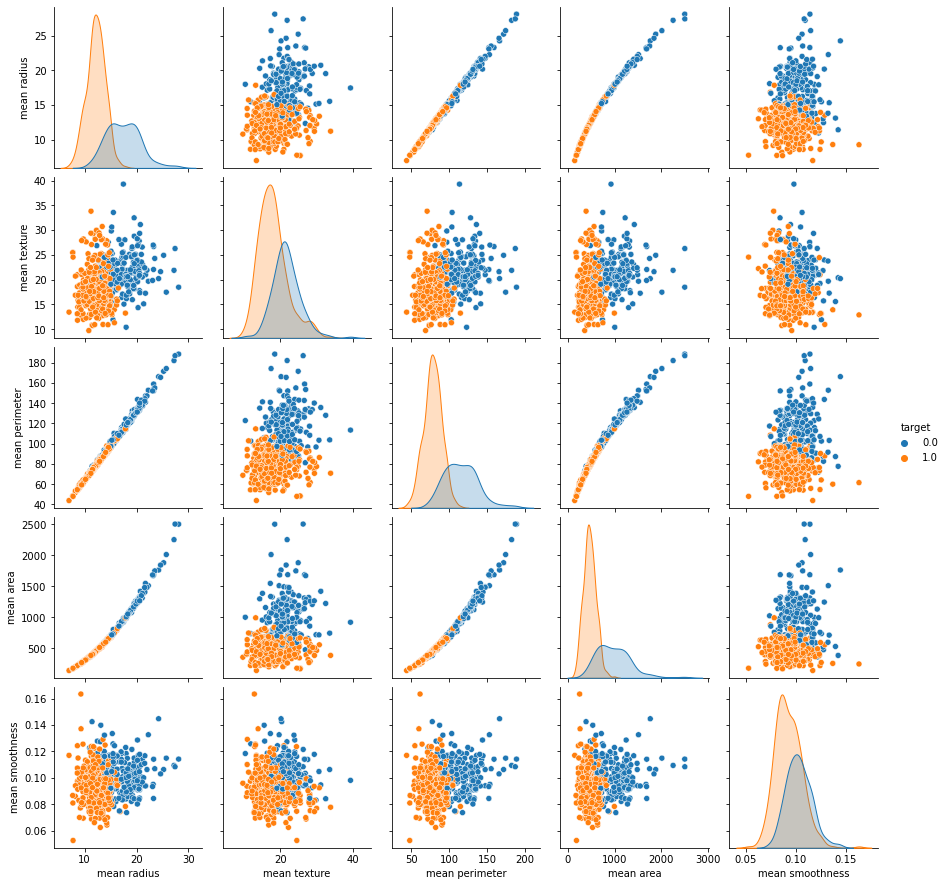 mean radius
25
20
15
10
mean texture
40
35
30
25
20
15
10
mean perimeter
180
160
140
120
100
80
60
40
target
0.0
1.0
mean area
2500
2000
1500
1000
500
mean smoothness
0.16
0.14
0.12
0.10
0.08
0.06
10 20 30
mean radius
20 40
mean texture
50 100 150 200
mean perimeter
0 1000 2000 3000
mean area
0.05 0.10 0.15
mean smoothness